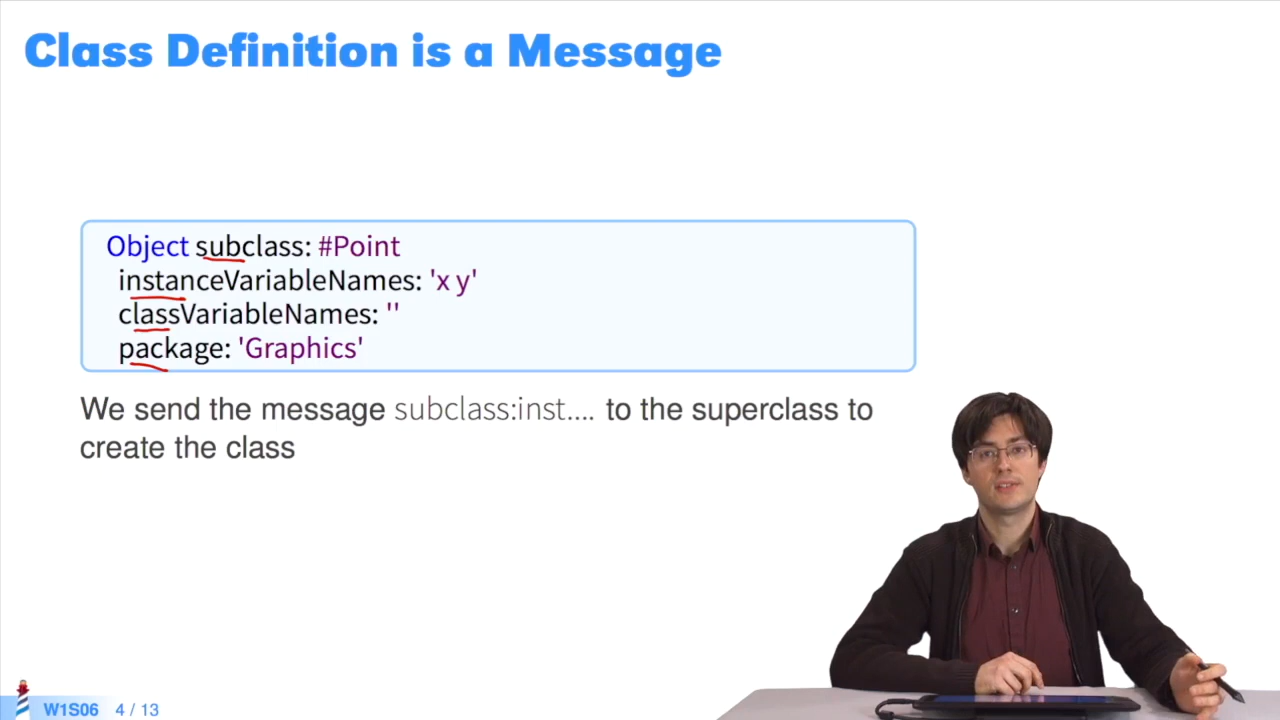 Class Definition is a Message
Object subclass: #Point
instanceVariableNames: 'x y'
classVariableNames: ''
package: 'Graphics'
We send the message subclass:inst.... to the superclass to
create the class
W1S06 4 / 13